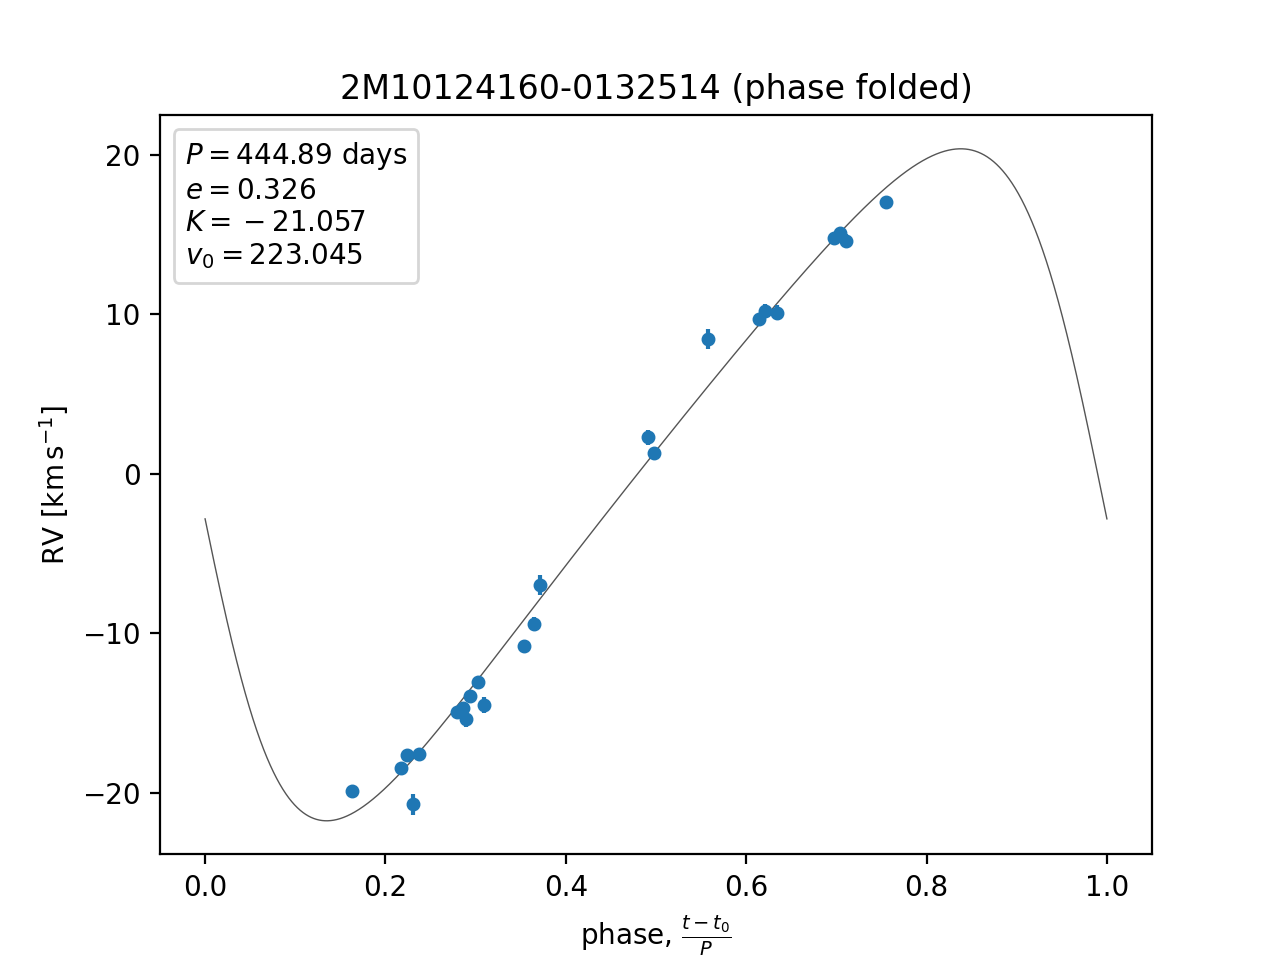 2M10124160-0132514 (phase folded)
P = 444.89 days
e = 0.326
K = −21.057
v₀ = 223.045
20
10
0
−10
−20
RV [km s⁻¹]
0.0 0.2 0.4 0.6 0.8 1.0
phase, (t − t₀)/P